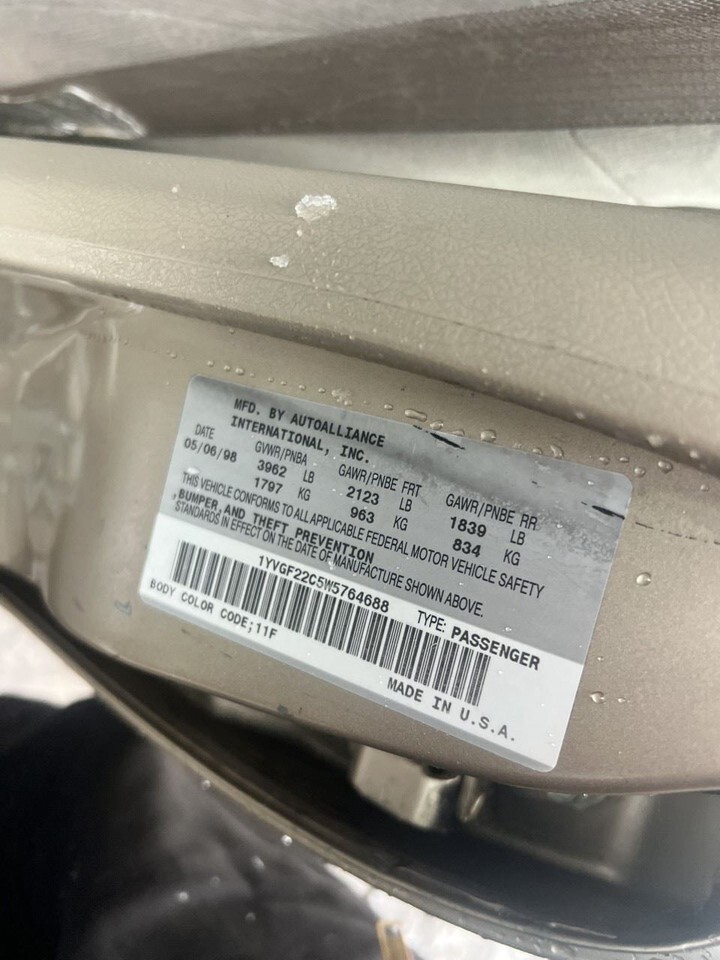 MFD. BY AUTOALLIANCE
INTERNATIONAL, INC.
DATE GVWR/PNBA GAWR/PNBE FRT GAWR/PNBE RR
05/06/98 3962 LB 2123 LB 1839 LB
1797 KG 963 KG 834 KG
THIS VEHICLE CONFORMS TO ALL APPLICABLE FEDERAL MOTOR VEHICLE SAFETY
,BUMPER,AND THEFT PREVENTION
STANDARDS IN EFFECT ON THE DATE OF MANUFACTURE SHOWN ABOVE.
1YVGF22C5W5764688 TYPE: PASSENGER
BODY COLOR CODE;11F
MADE IN U.S.A.